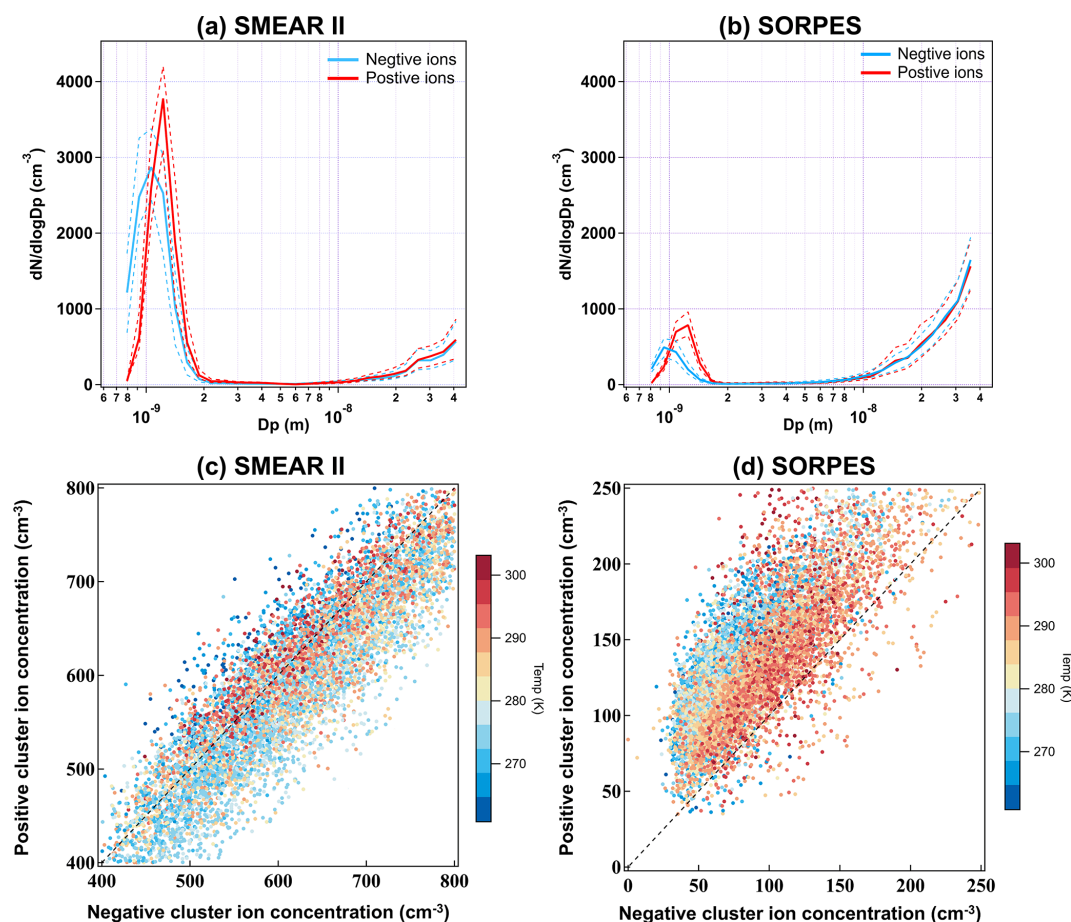 (a) SMEAR II
(b) SORPES
dN/dlogDp (cm-3)
4000
3000
2000
1000
0
Negtive ions
Postive ions
6 7 8 10-9 2 3 4 5 6 7 8 10-8 2 3 4
Dp (m)
dN/dlogDp (cm-3)
4000
3000
2000
1000
0
Negtive ions
Postive ions
6 7 8 10-9 2 3 4 5 6 7 8 10-8 2 3 4
Dp (m)
(c) SMEAR II
(d) SORPES
Positive cluster ion concentration (cm-3)
800
700
600
500
400
400 500 600 700 800
Negative cluster ion concentration (cm-3)
300
290
280
270
Temp (K)
Positive cluster ion concentration (cm-3)
250
200
150
100
50
0
0 50 100 150 200 250
Negative cluster ion concentration (cm-3)
300
290
280
270
Temp (K)